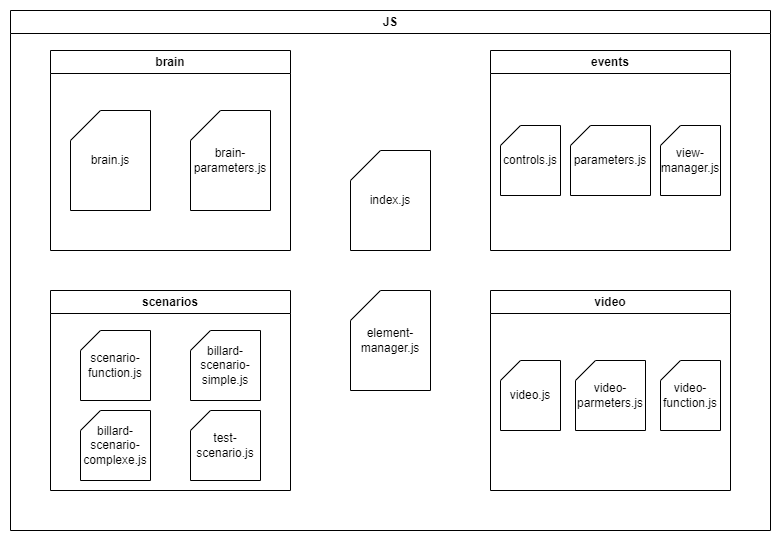 JS
brain
brain.js
brain-
parameters.js
index.js
events
controls.js
parameters.js
view-
manager.js
scenarios
scenario-
function.js
billard-
scenario-
simple.js
billard-
scenario-
complexe.js
test-
scenario.js
element-
manager.js
video
video.js
video-
parmeters.js
video-
function.js